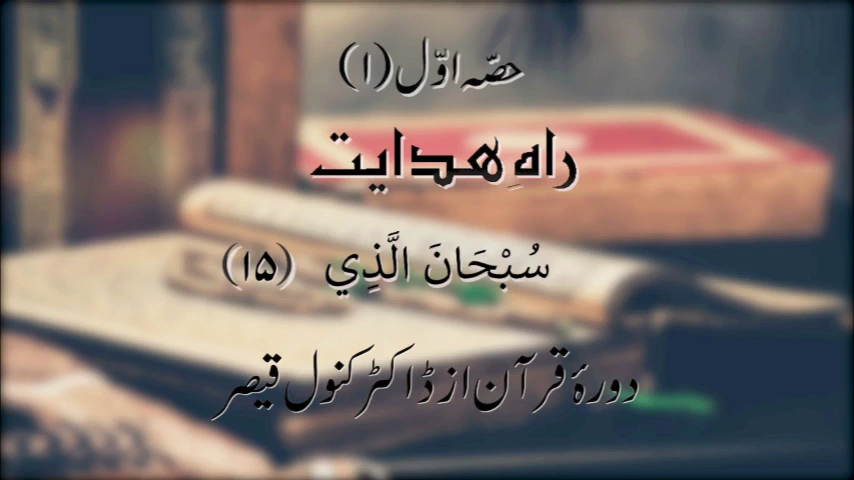 حصّہ اوّل (۱)
راہِ ھدایت
سُبْحَانَ الَّذِي (۱۵)
دورۂ قرآن از ڈاکٹر کنول قیصر